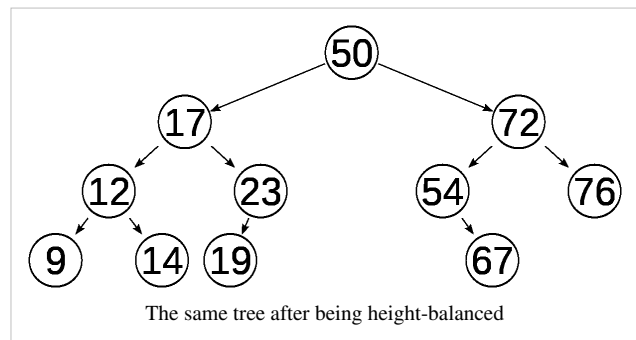 50
17 72
12 23 54 76
9 14 19 67
The same tree after being height-balanced